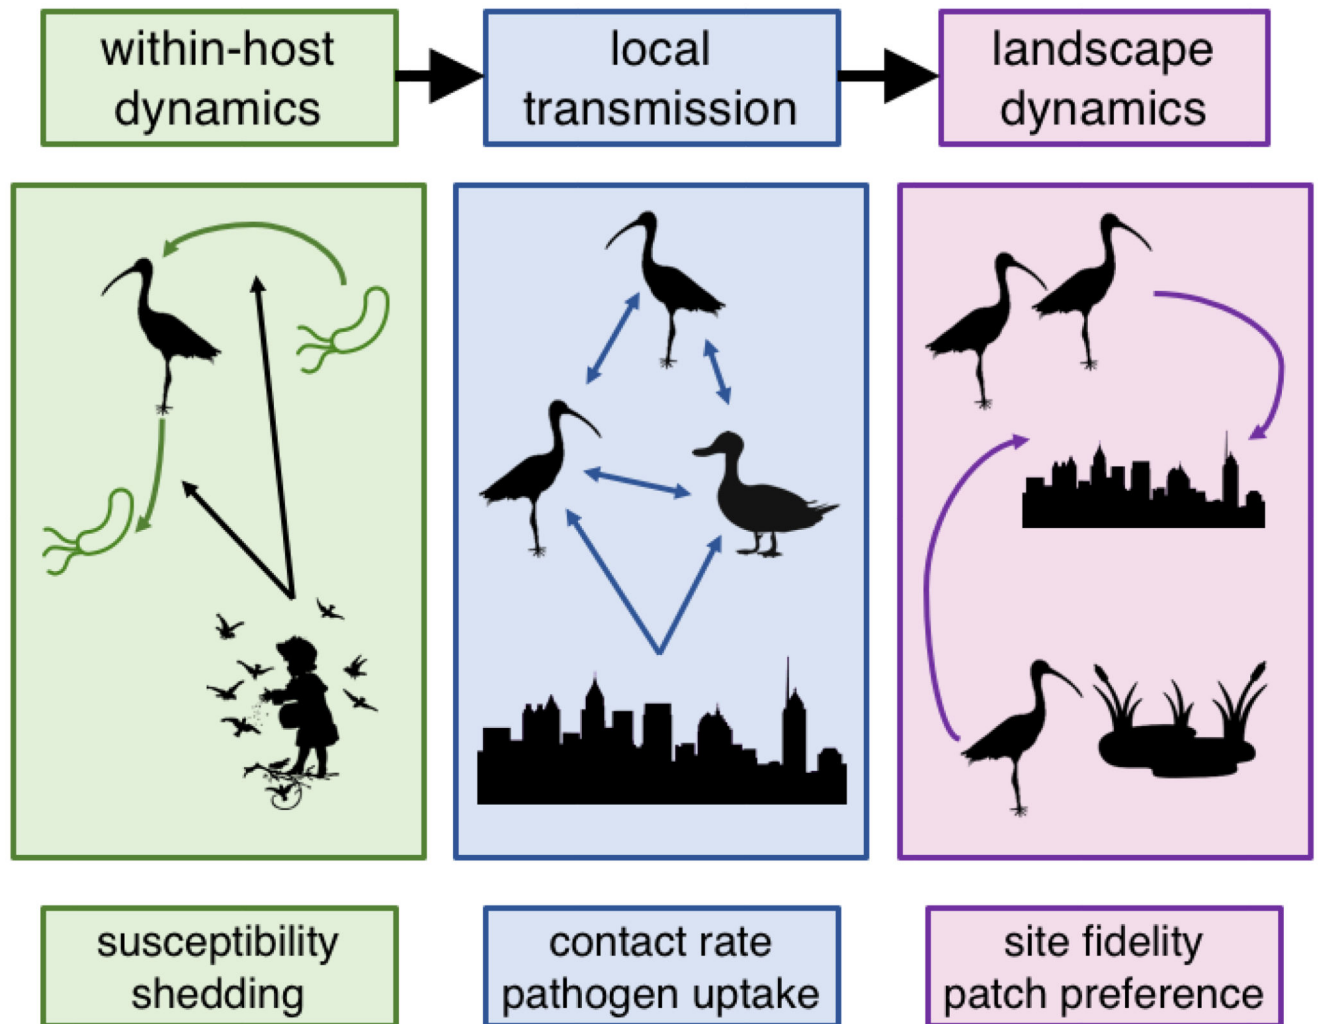 within-host
dynamics
local
transmission
landscape
dynamics
susceptibility
shedding
contact rate
pathogen uptake
site fidelity
patch preference